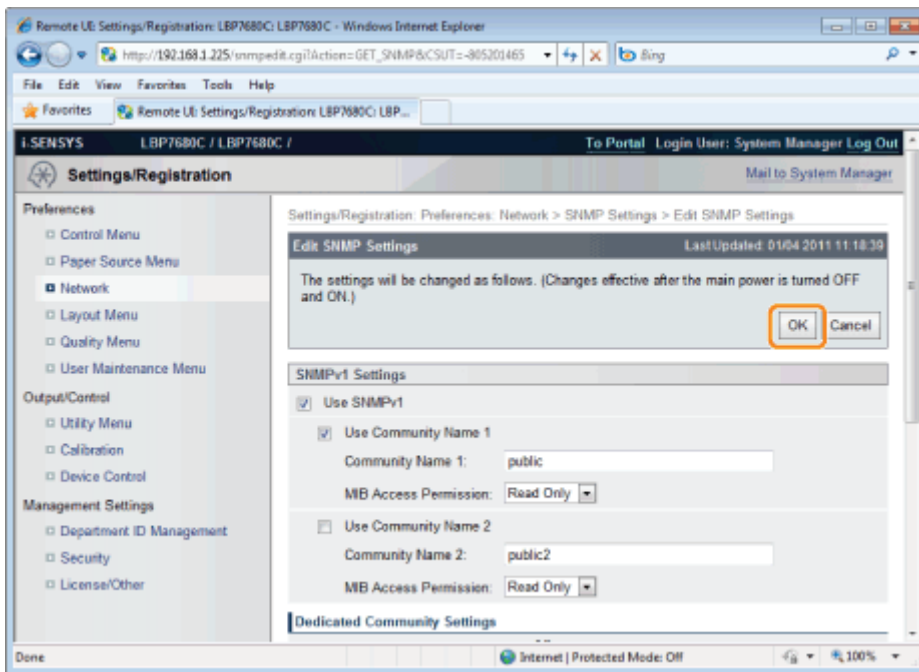 Remote UI: Settings/Registration: LBP7680C: LBP7680C - Windows Internet Explorer
http://192.168.1.225/snmpedit.cgi?Action=GET_SNMP&CSUT=-805201465
Bing
File Edit View Favorites Tools Help
Favorites Remote UI: Settings/Registration: LBP7680C: LBP...
i-SENSYS LBP7680C / LBP7680C / To Portal Login User: System Manager Log Out
Settings/Registration Mail to System Manager
Preferences
Control Menu
Paper Source Menu
Network
Layout Menu
Quality Menu
User Maintenance Menu
Output/Control
Utility Menu
Calibration
Device Control
Management Settings
Department ID Management
Security
License/Other
Settings/Registration: Preferences: Network > SNMP Settings > Edit SNMP Settings
Edit SNMP Settings Last Updated: 01/04 2011 11:18:39
The settings will be changed as follows. (Changes effective after the main power is turned OFF
and ON.)
OK Cancel
SNMPv1 Settings
Use SNMPv1
Use Community Name 1
Community Name 1: public
MIB Access Permission: Read Only
Use Community Name 2
Community Name 2: public2
MIB Access Permission: Read Only
Dedicated Community Settings
Done Internet | Protected Mode: Off 100%